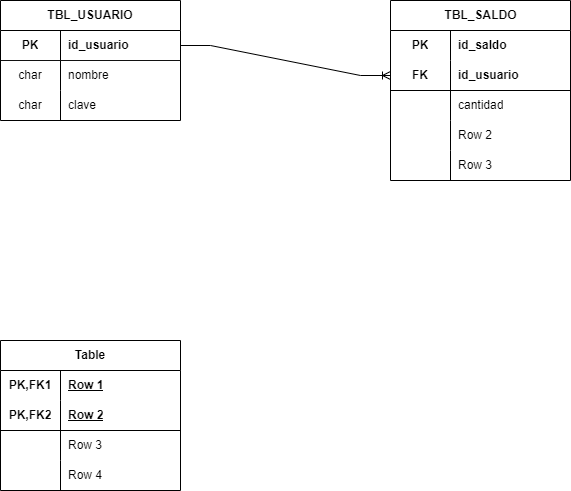 TBL_USUARIO
PK id_usuario
char nombre
char clave
TBL_SALDO
PK id_saldo
FK id_usuario
cantidad
Row 2
Row 3
Table
PK,FK1 Row 1
PK,FK2 Row 2
Row 3
Row 4